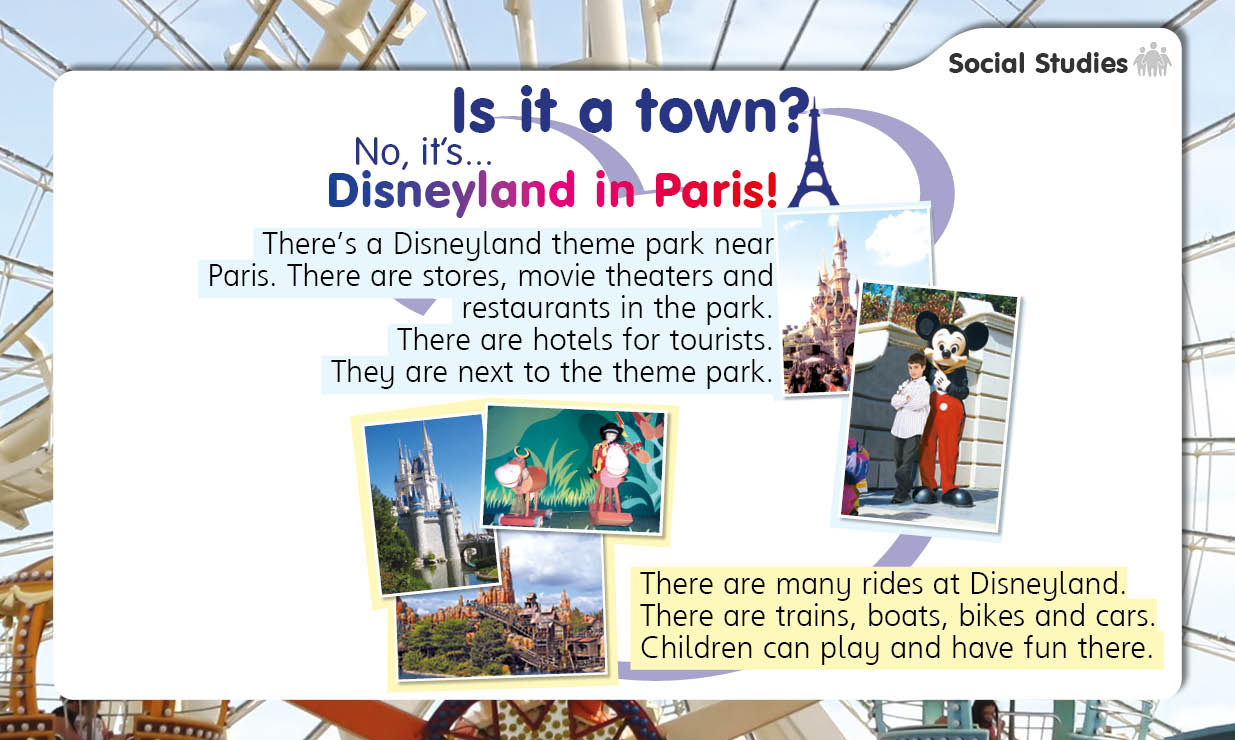 Social Studies
Is it a town?
No, it's...
Disneyland in Paris!
There's a Disneyland theme park near
Paris. There are stores, movie theaters and
restaurants in the park.
There are hotels for tourists.
They are next to the theme park.
There are many rides at Disneyland.
There are trains, boats, bikes and cars.
Children can play and have fun there.